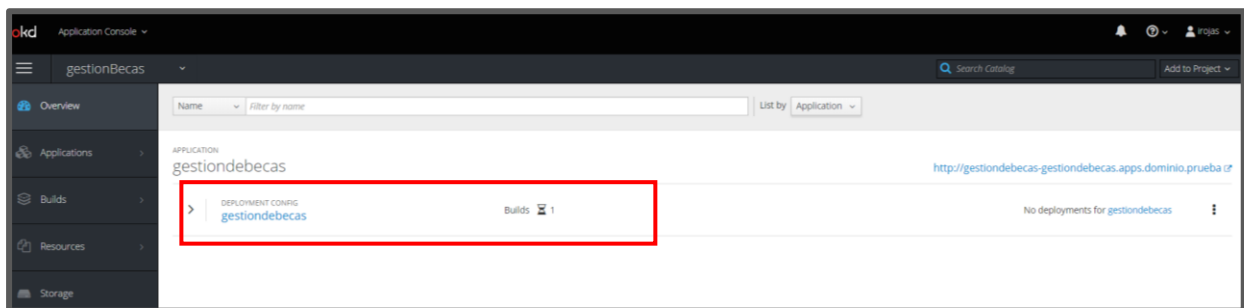 okd Application Console
irojas
gestionBecas
Search Catalog
Add to Project
Overview
Name
Filter by name
List by Application
Applications
APPLICATION
gestiondebecas
http://gestiondebecas-gestiondebecas.apps.dominio.prueba
Builds
DEPLOYMENT CONFIG
gestiondebecas
Builds 1
No deployments for gestiondebecas
Resources
Storage